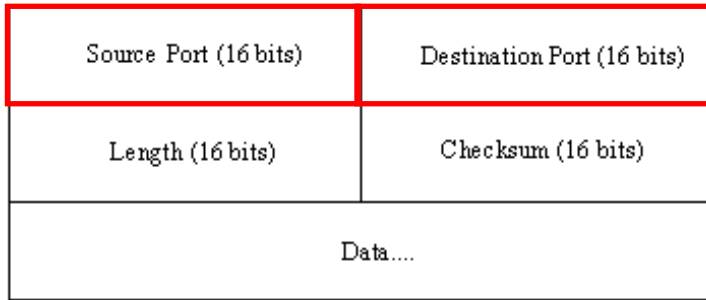 Source Port (16 bits)
Destination Port (16 bits)
Length (16 bits)
Checksum (16 bits)
Data....